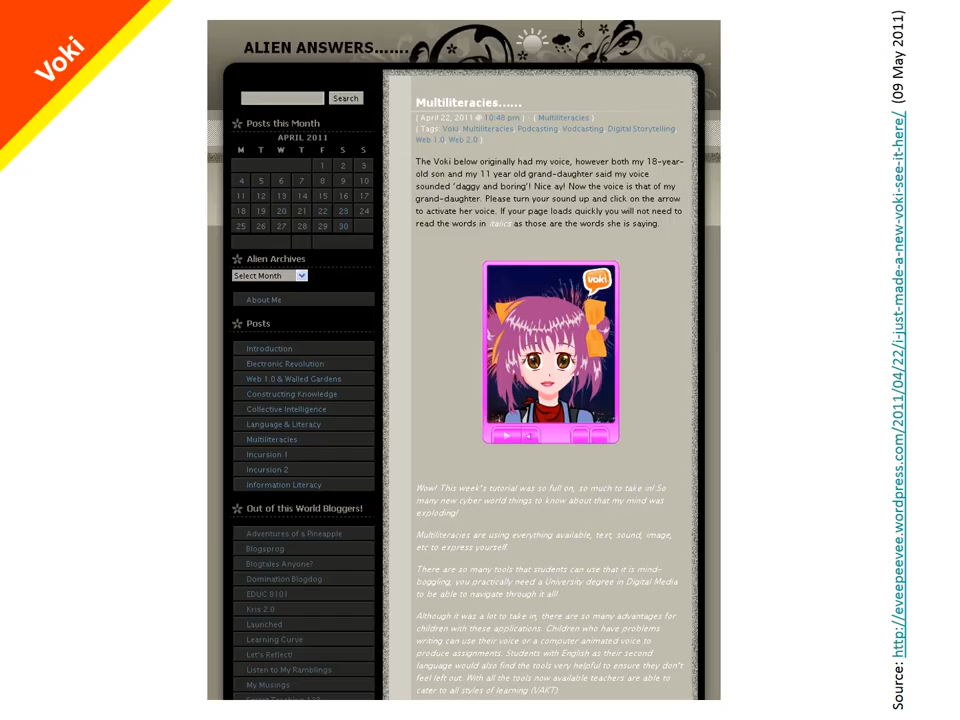 Voki
ALIEN ANSWERS.......
Search
Posts this Month
APRIL 2011
M T W T F S S
1 2 3
4 5 6 7 8 9 10
11 12 13 14 15 16 17
18 19 20 21 22 23 24
25 26 27 28 29 30
Alien Archives
Select Month
About Me
Posts
Introduction
Electronic Revolution
Web 1.0 & Walled Gardens
Constructing Knowledge
Collective Intelligence
Language & Literacy
Multiliteracies
Incursion 1
Incursion 2
Information Literacy
Out of this World Bloggers!
Adventures of a Pineapple
Blogsprog
Blogtales Anyone?
Domination Blogdog
EDUC 8101
Kris 2.0
Launched
Learning Curve
Let's Reflect!
Listen to My Ramblings
My Musings
Multiliteracies......
{ April 22, 2011 @ 10:48 pm } · { Multiliteracies }
{ Tags: Voki, Multiliteracies, Podcasting, Vodcasting, Digital Storytelling,
Web 1.0, Web 2.0 }
The Voki below originally had my voice, however both my 18-year-
old son and my 11 year old grand-daughter said my voice
sounded 'daggy and boring'! Nice ay! Now the voice is that of my
grand-daughter. Please turn your sound up and click on the arrow
to activate her voice. If your page loads quickly you will not need to
read the words in italics as those are the words she is saying.
voki
Wow! This week's tutorial was so full on, so much to take in! So
many new cyber world things to know about that my mind was
exploding!
Multiliteracies are using everything available, text, sound, image,
etc to express yourself.
There are so many tools that students can use that it is mind-
boggling, you practically need a University degree in Digital Media
to be able to navigate through it all!
Although it was a lot to take in, there are so many advantages for
children with these applications. Children who have problems
writing can use their voice or a computer animated voice to
produce assignments. Students with English as their second
language would also find the tools very helpful to ensure they don't
feel left out. With all the tools now available teachers are able to
cater to all styles of learning (VAKT).
Source: http://eveepeevee.wordpress.com/2011/04/22/i-just-made-a-new-voki-see-it-here/ (09 May 2011)